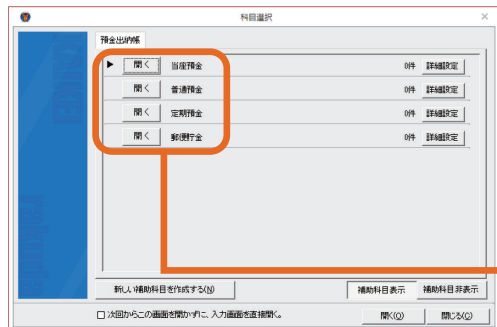 科目選択
預金出納帳
開く 当座預金 0件 詳細設定
開く 普通預金 0件 詳細設定
開く 定期預金 0件 詳細設定
開く 郵便貯金 0件 詳細設定
新しい補助科目を作成する(N) 補助科目表示 補助科目非表示
次回からこの画面を開かずに、入力画面を直接開く。 開く(O) 閉じる(C)